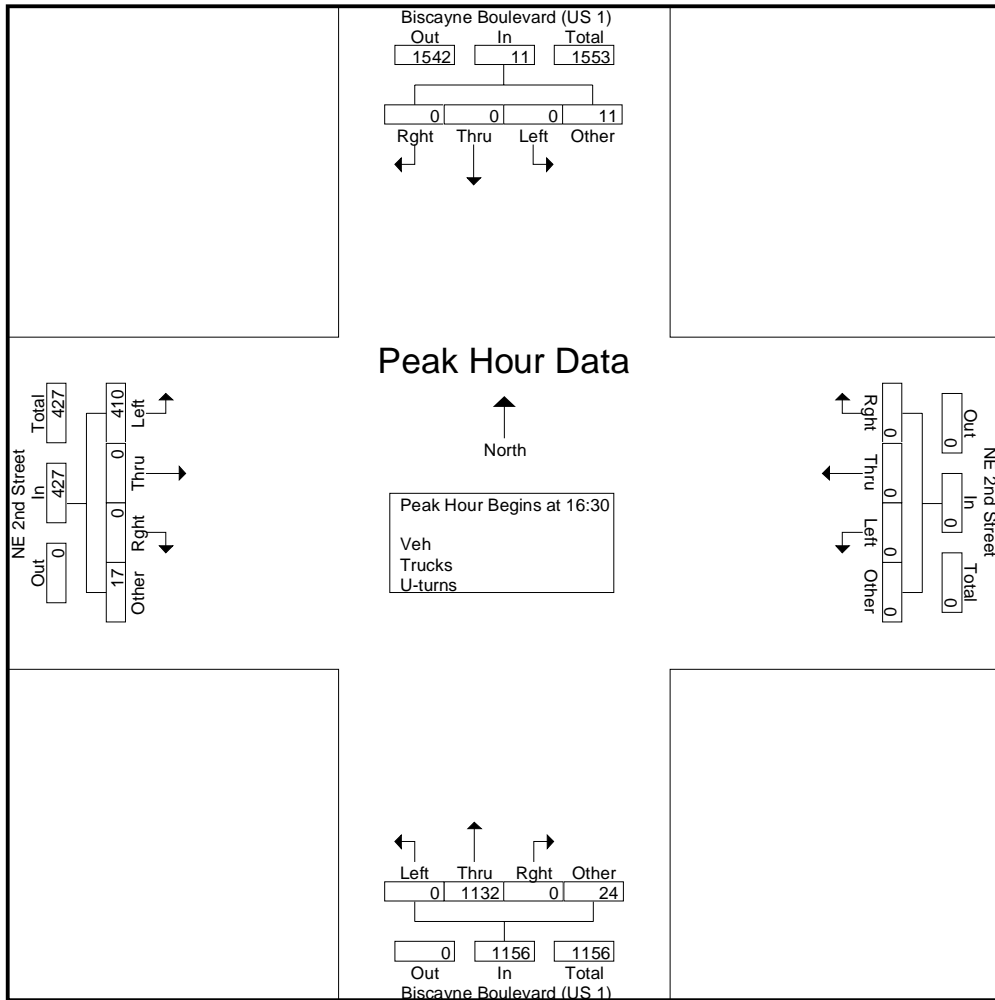 Biscayne Boulevard (US 1)
Out In Total
1542 11 1553
0 0 0 11
Rght Thru Left Other
Peak Hour Data
North
Peak Hour Begins at 16:30
Veh
Trucks
U-turns
NE 2nd Street
Out In Total
0 427 427
Left Thru Rght Other
410 0 0 17
NE 2nd Street
Out In Total
0 0 0
Rght Thru Left Other
0 0 0 0
Left Thru Rght Other
0 1132 0 24
0 1156 1156
Out In Total
Biscayne Boulevard (US 1)